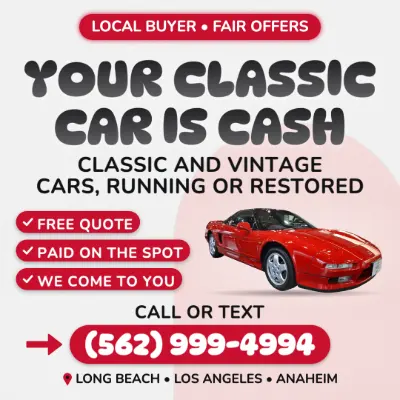 LOCAL BUYER • FAIR OFFERS
YOUR CLASSIC
CAR IS CASH
CLASSIC AND VINTAGE
CARS, RUNNING OR RESTORED
FREE QUOTE
PAID ON THE SPOT
WE COME TO YOU
CALL OR TEXT
(562) 999-4994
LONG BEACH • LOS ANGELES • ANAHEIM